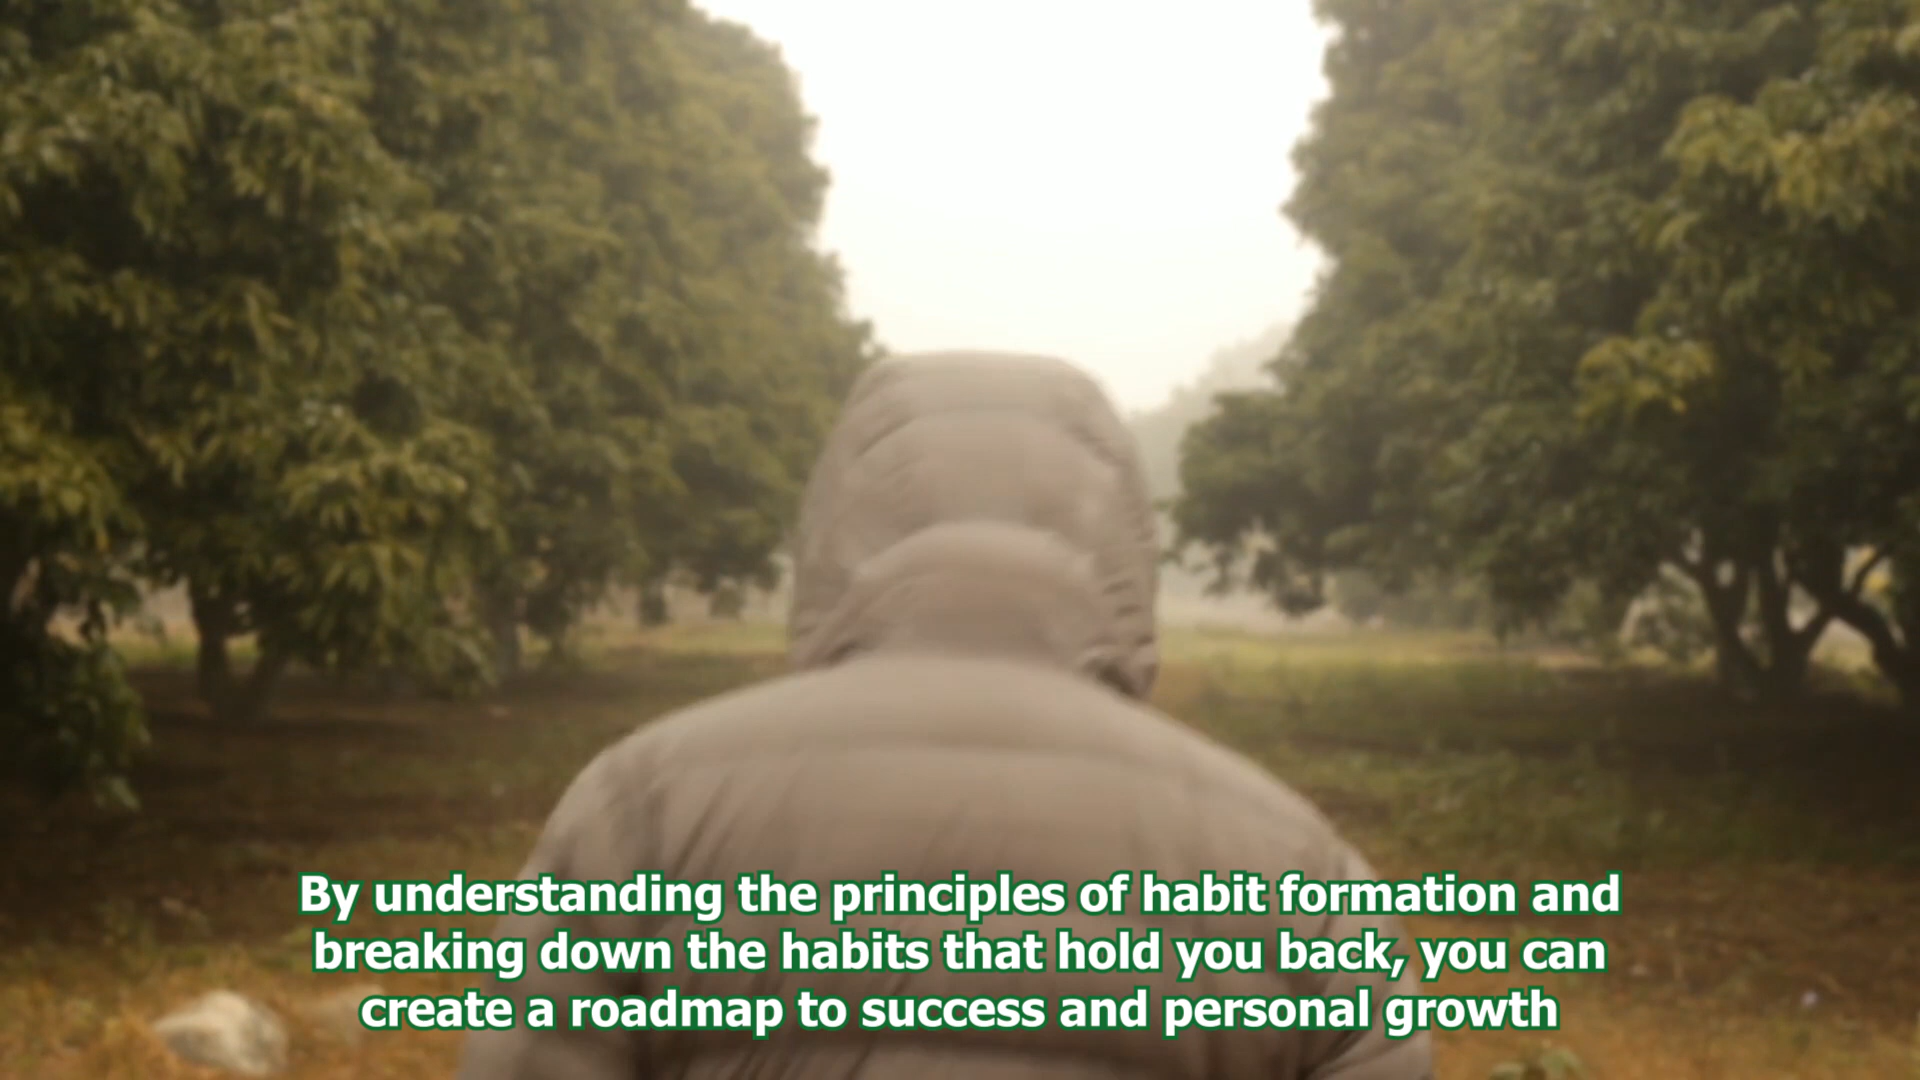 By understanding the principles of habit formation and
breaking down the habits that hold you back, you can
create a roadmap to success and personal growth